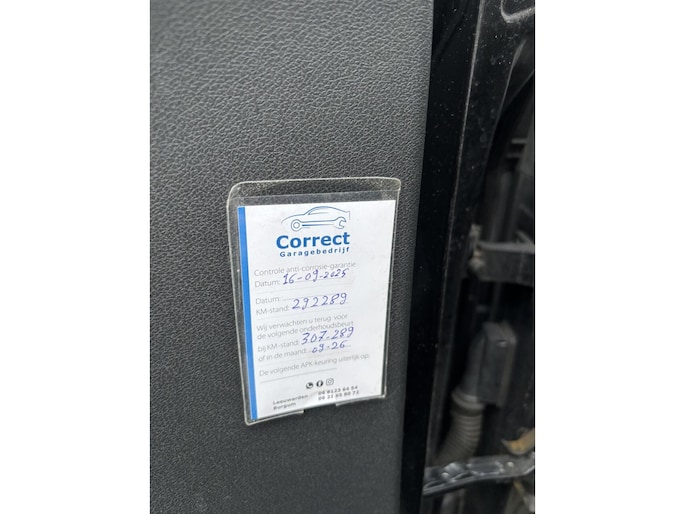 Correct
Garagebedrijf
Controle anti-corrosie-garantie
Datum: 16-09-2025
Datum:
KM-stand: 292289
Wij verwachten u terug voor
de volgende onderhoudsbeurt
bij KM-stand: 307-289
of in de maand: 09-26
De volgende APK-keuring uiterlijk op:
Leeuwarden
Burgum